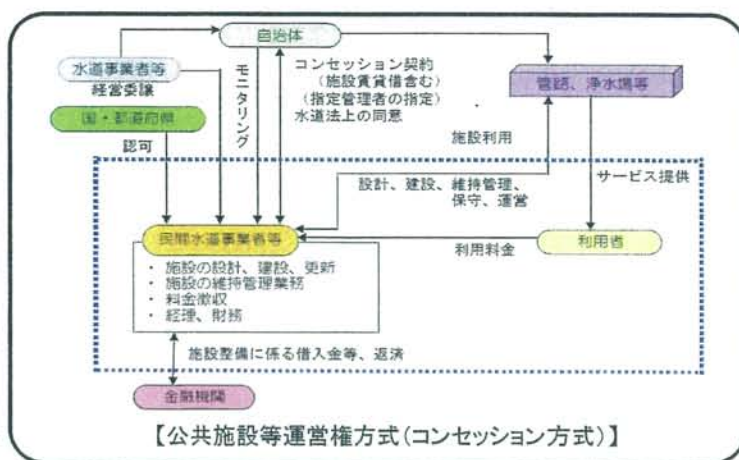 自治体
水道事業者等
経営委譲
国・都道府県
認可
モニタリング
コンセッション契約
(施設賃貸借含む)
(指定管理者の指定)
水道法上の同意
管路、浄水場等
施設利用
サービス提供
設計、建設、維持管理、
保守、運営
民間水道事業者等
利用料金
利用省
・ 施設の設計、建設、更新
・ 施設の維持管理業務
・ 料金徴収
・ 経理、財務
施設整備に係る借入金等、返済
金融機関
【公共施設等運営権方式(コンセッション方式)】